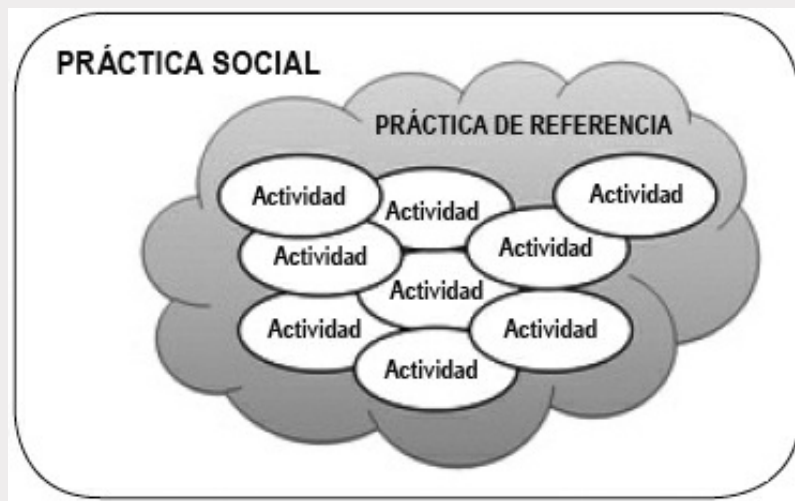 PRÁCTICA SOCIAL
PRÁCTICA DE REFERENCIA
Actividad
Actividad
Actividad
Actividad
Actividad
Actividad
Actividad
Actividad
Actividad